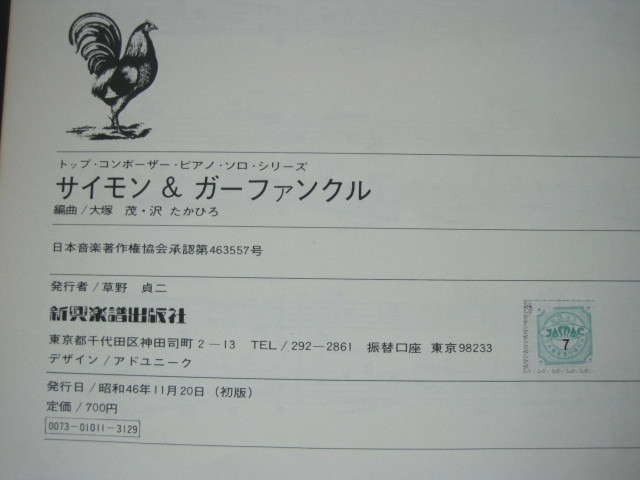 トップ・コンポーザー・ピアノ・ソロ・シリーズ
サイモン & ガーファンクル
編曲/大塚 茂・沢 たかひろ
日本音楽著作権協会承認第463557号
発行者/草野 貞二
新興楽譜出版社
東京都千代田区神田司町2-13 TEL/292-2861 振替口座 東京98233
デザイン/アドユニーク
JASRAC
7
発行日/昭和46年11月20日(初版)
定価/700円
0073-01011-3129